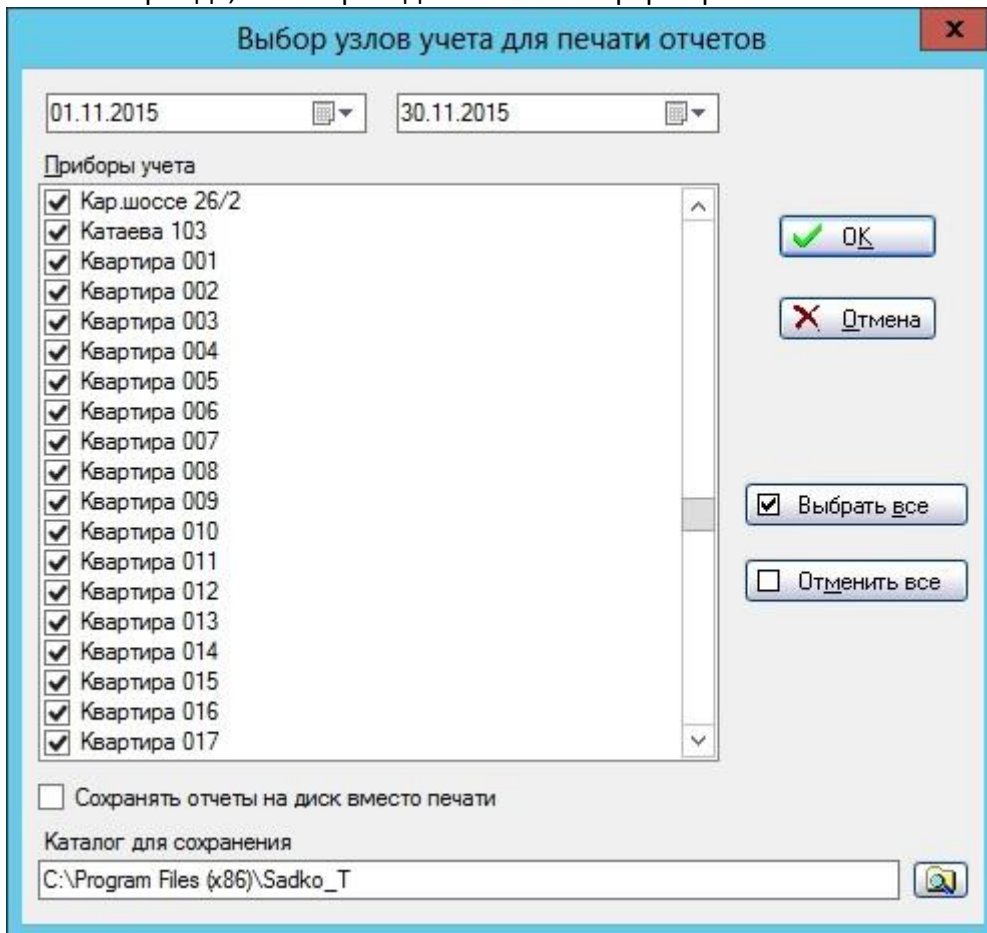 Выбор узлов учета для печати отчетов
x
01.11.2015
30.11.2015
Приборы учета
Кар.шоссе 26/2
Катаева 103
Квартира 001
Квартира 002
Квартира 003
Квартира 004
Квартира 005
Квартира 006
Квартира 007
Квартира 008
Квартира 009
Квартира 010
Квартира 011
Квартира 012
Квартира 013
Квартира 014
Квартира 015
Квартира 016
Квартира 017
OK
Отмена
Выбрать все
Отменить все
Сохранять отчеты на диск вместо печати
Каталог для сохранения
C:\Program Files (x86)\Sadko_T